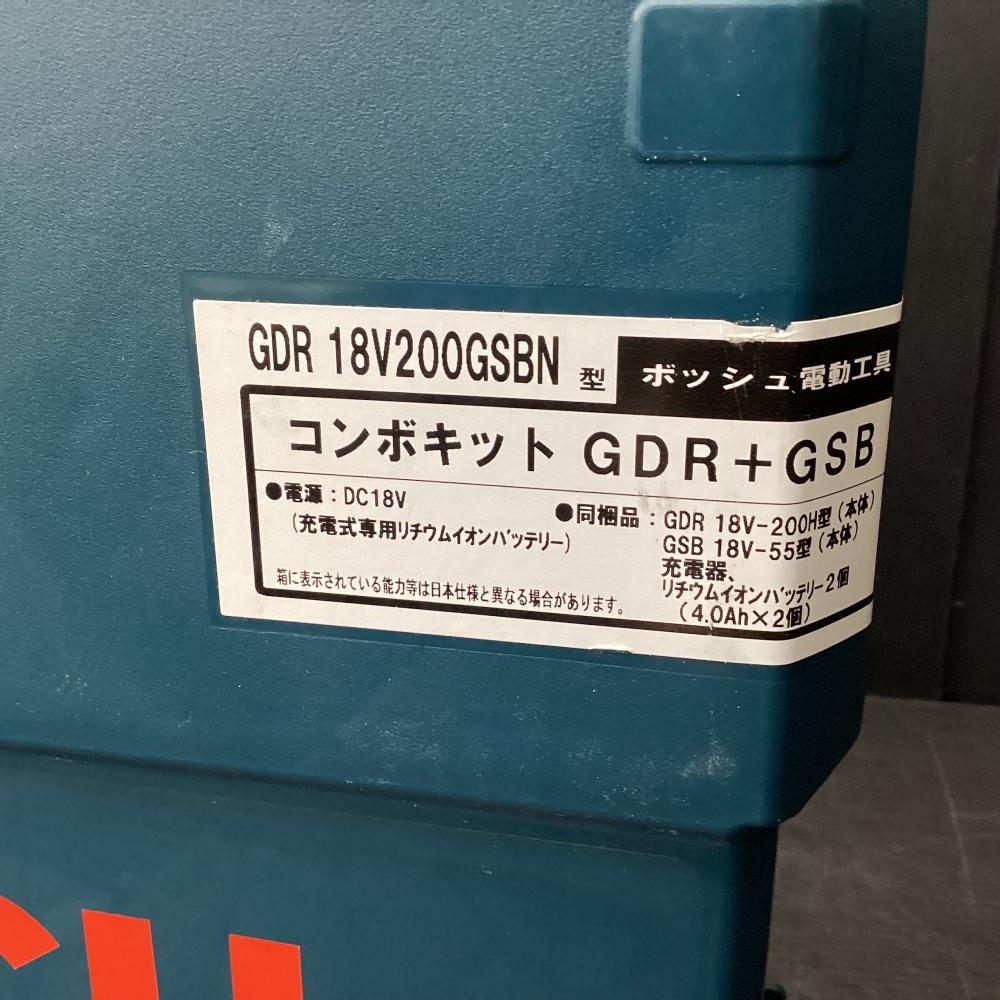 GDR 18V200GSBN 型 ボッシュ電動工具
コンボキット GDR＋GSB
●電源：DC18V
(充電式専用リチウムイオンバッテリー)
●同梱品：GDR 18V-200H型(本体)
GSB 18V-55型(本体)
充電器、
リチウムイオンバッテリー2個
(4.0Ah×2個)
箱に表示されている能力等は日本仕様と異なる場合があります。
CH